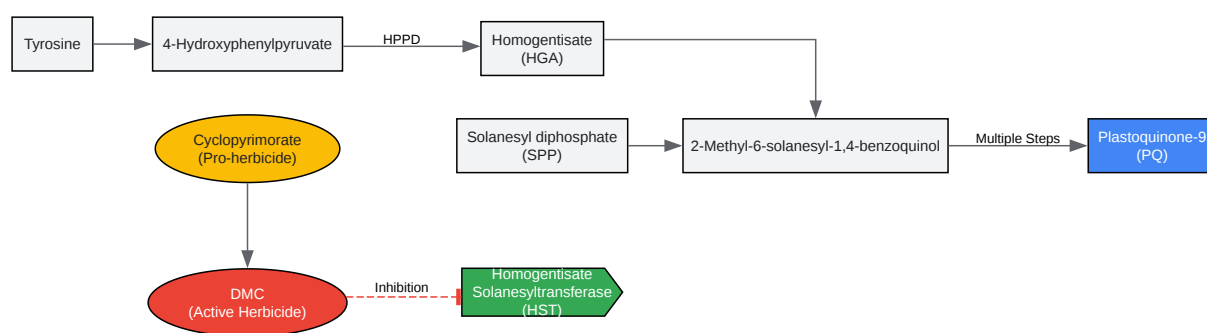 Tyrosine
4-Hydroxyphenylpyruvate
HPPD
Homogentisate
(HGA)
Cyclopyrimorate
(Pro-herbicide)
Solanesyl diphosphate
(SPP)
2-Methyl-6-solanesyl-1,4-benzoquinol
Multiple Steps
Plastoquinone-9
(PQ)
DMC
(Active Herbicide)
Inhibition
Homogentisate
Solanesyltransferase
(HST)